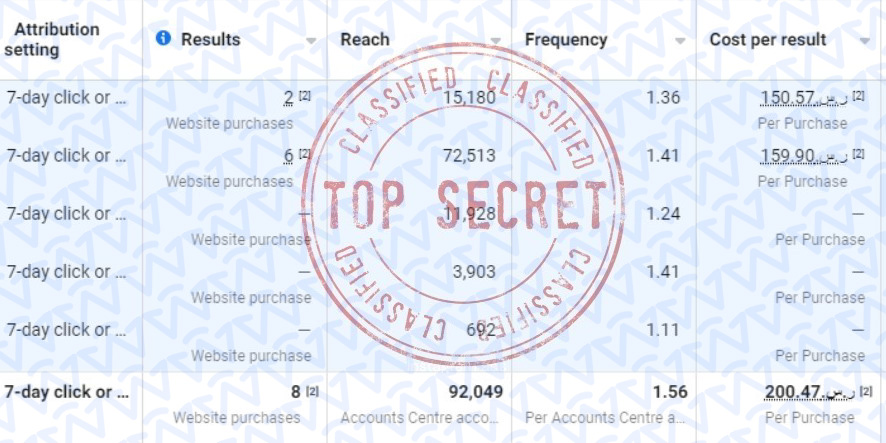 Attribution setting Results Reach Frequency Cost per result
7-day click or ... 2 [2] 15,180 1.36 ر.س.‏150.57 [2]
Website purchases Per Purchase
7-day click or ... 6 [2] 72,513 1.41 ر.س.‏159.90 [2]
Website purchases Per Purchase
7-day click or ... — 11,928 1.24 —
Website purchase Per Purchase
7-day click or ... — 3,903 1.41 —
Website purchase Per Purchase
7-day click or ... — 692 1.11 —
Website purchase Per Purchase
7-day click or ... 8 [2] 92,049 1.56 ر.س.‏200.47 [2]
Website purchases Accounts Centre acco... Per Accounts Centre a... Per Purchase
CLASSIFIED CLASSIFIED
TOP SECRET
CLASSIFIED CLASSIFIED